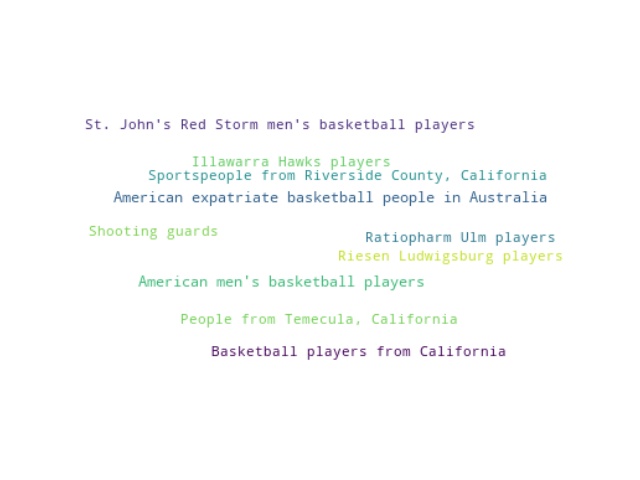 St. John's Red Storm men's basketball players
Illawarra Hawks players
Sportspeople from Riverside County, California
American expatriate basketball people in Australia
Shooting guards
Ratiopharm Ulm players
Riesen Ludwigsburg players
American men's basketball players
People from Temecula, California
Basketball players from California